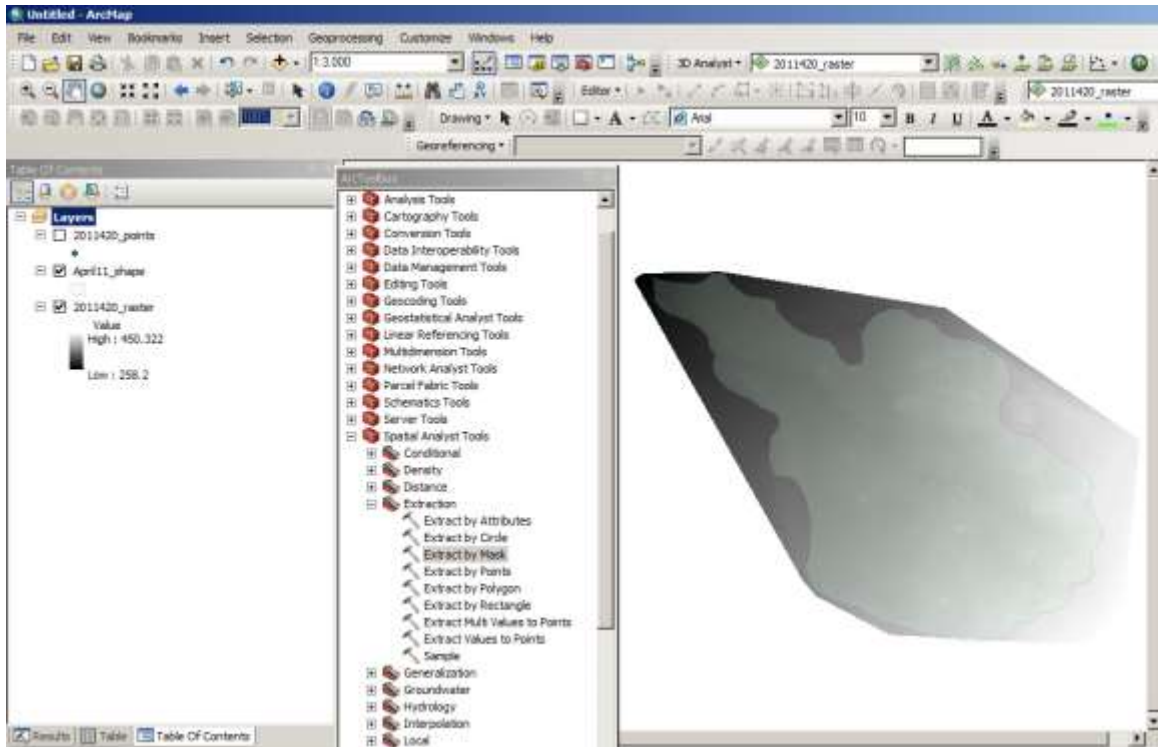 Untitled - ArcMap
File Edit View Bookmarks Insert Selection Geoprocessing Customize Windows Help
1:3,000 3D Analyst 2011420_raster
Editor 2011420_raster
Drawing A Arial 10 B I U A
Georeferencing
Table Of Contents
Layers
2011420_points
April11_shape
2011420_raster
Value
High : 450.322
Low : 258.2
ArcToolbox
Analysis Tools
Cartography Tools
Conversion Tools
Data Interoperability Tools
Data Management Tools
Editing Tools
Geocoding Tools
Geostatistical Analyst Tools
Linear Referencing Tools
Multidimension Tools
Network Analyst Tools
Parcel Fabric Tools
Schematics Tools
Server Tools
Spatial Analyst Tools
Conditional
Density
Distance
Extraction
Extract by Attributes
Extract by Circle
Extract by Mask
Extract by Points
Extract by Polygon
Extract by Rectangle
Extract Multi Values to Points
Extract Values to Points
Sample
Generalization
Groundwater
Hydrology
Interpolation
Local
Results Table Table Of Contents